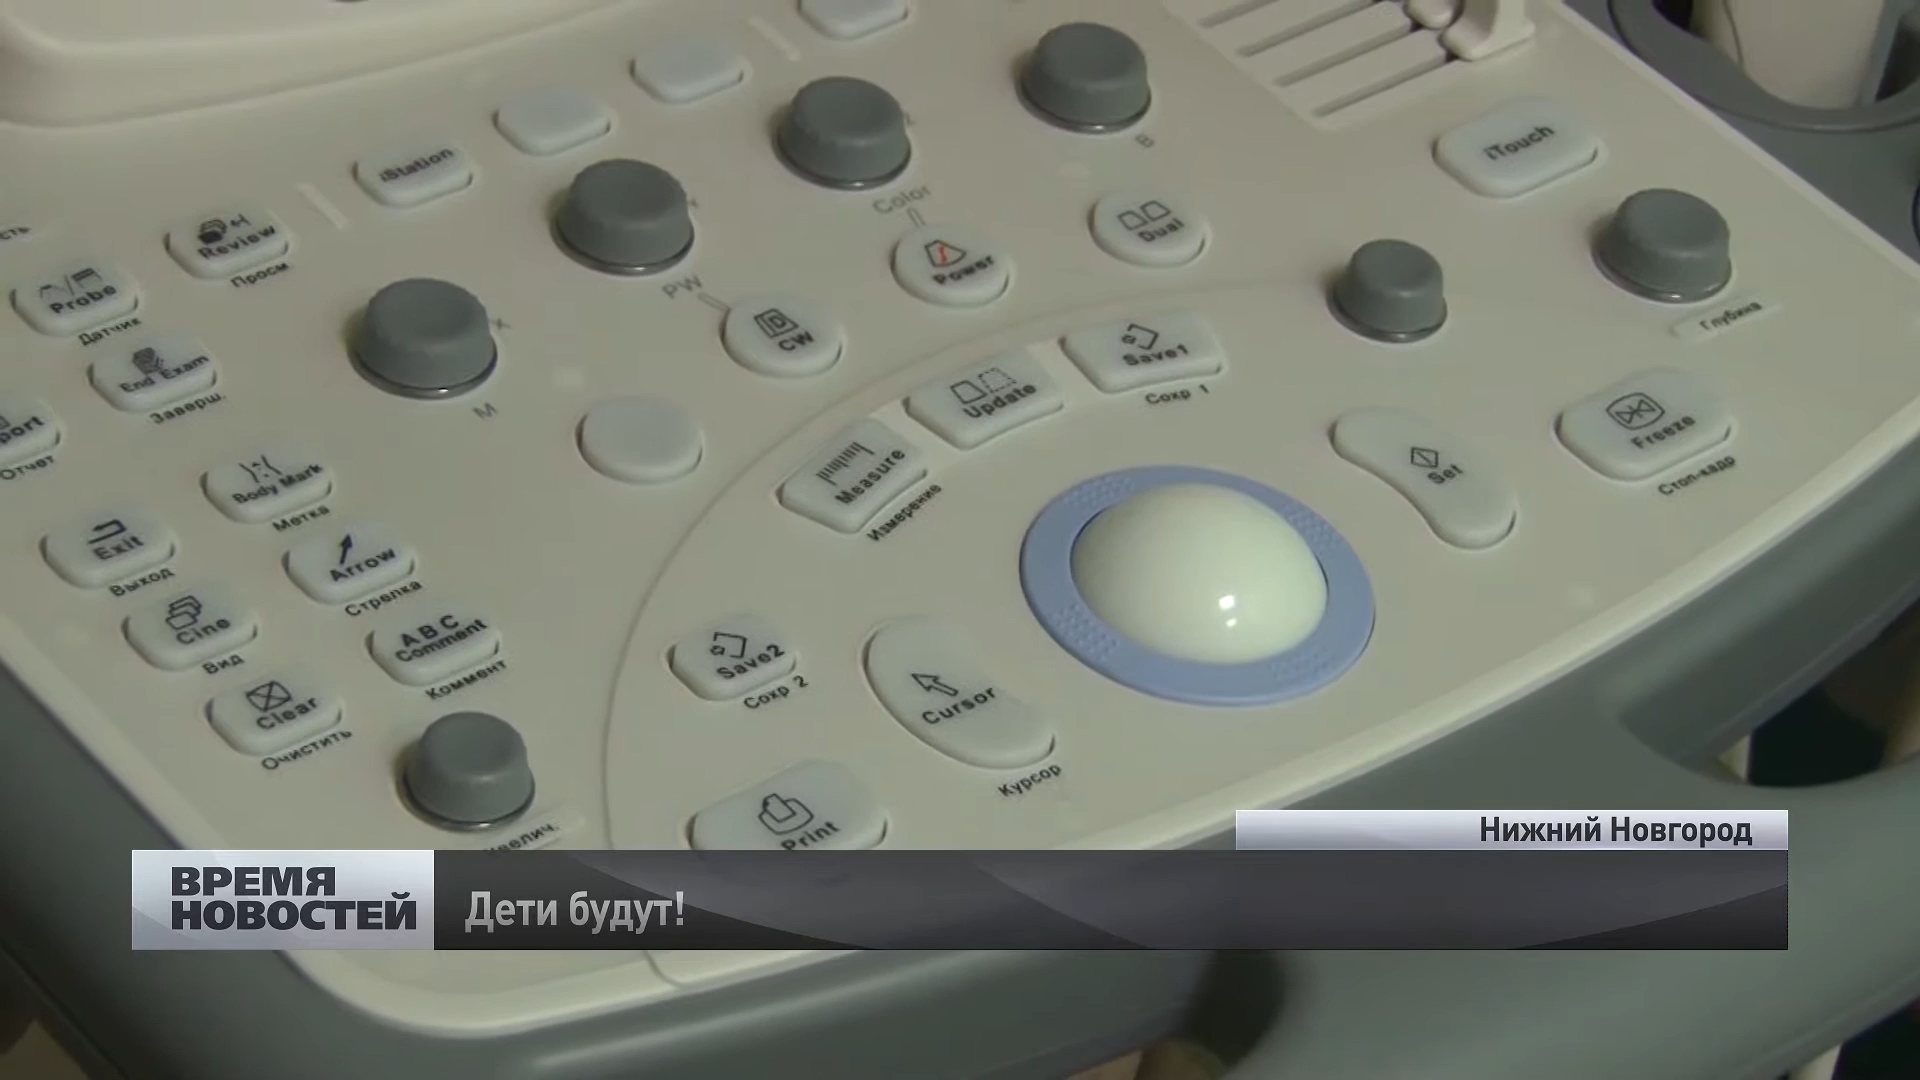 iStation
iTouch
Review
Просм
Color
B
Dual
Power
Probe
Датчик
PW
CW
Y
X
Z
M
End Exam
Заверш.
Save1
Сохр 1
Update
Глубина
Measure
Измерение
Set
Freeze
Стоп-кадр
port
Отчет
Body Mark
Метка
Exit
Выход
Arrow
Стрелка
Cine
Вид
ABC
Comment
Коммент
Clear
Очистить
Save2
Сохр 2
Cursor
Курсор
Print
Нижний Новгород
ВРЕМЯ
НОВОСТЕЙ
Дети будут!